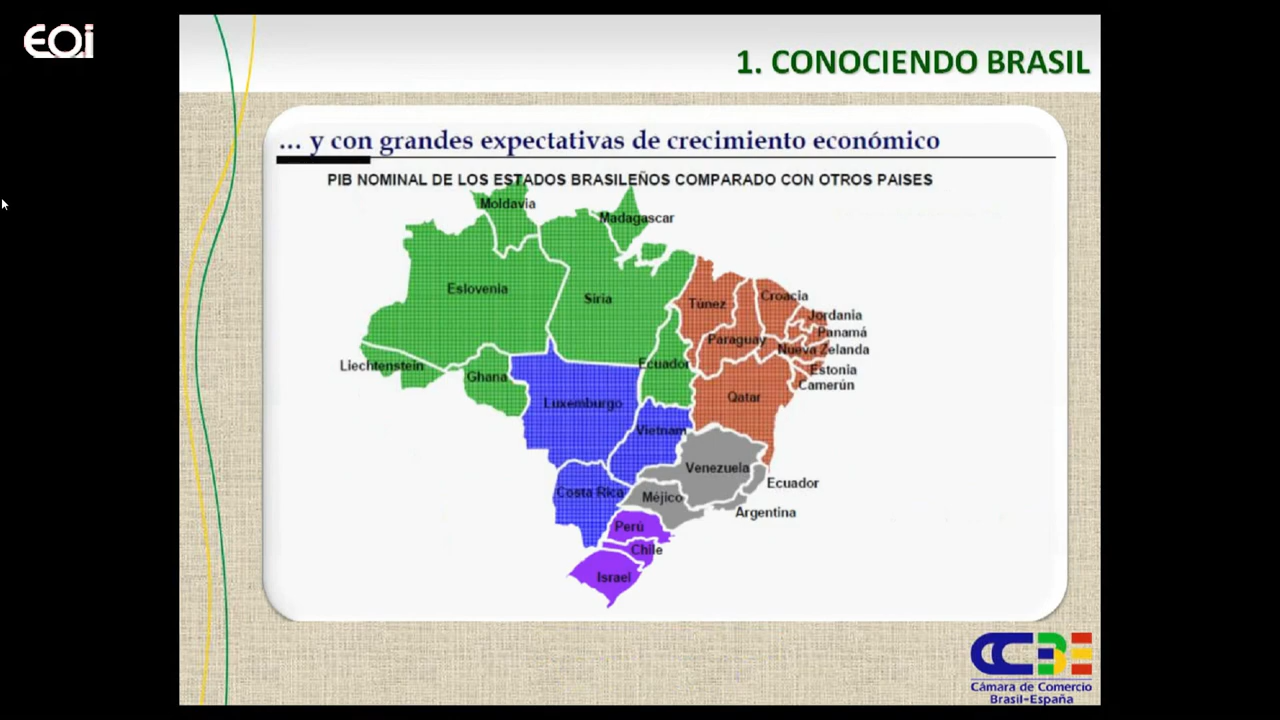 EOi
1. CONOCIENDO BRASIL
... y con grandes expectativas de crecimiento económico
PIB NOMINAL DE LOS ESTADOS BRASILEÑOS COMPARADO CON OTROS PAISES
Moldavia
Madagascar
Eslovenia
Siria
Túnez
Croacia
Jordania
Panamá
Paraguay
Nueva Zelanda
Liechtenstein
Ecuador
Estonia
Ghana
Camerún
Luxemburgo
Qatar
Vietnam
Venezuela
Ecuador
Costa Rica
Méjico
Argentina
Perú
Chile
Israel
CCBE
Cámara de Comercio
Brasil-España